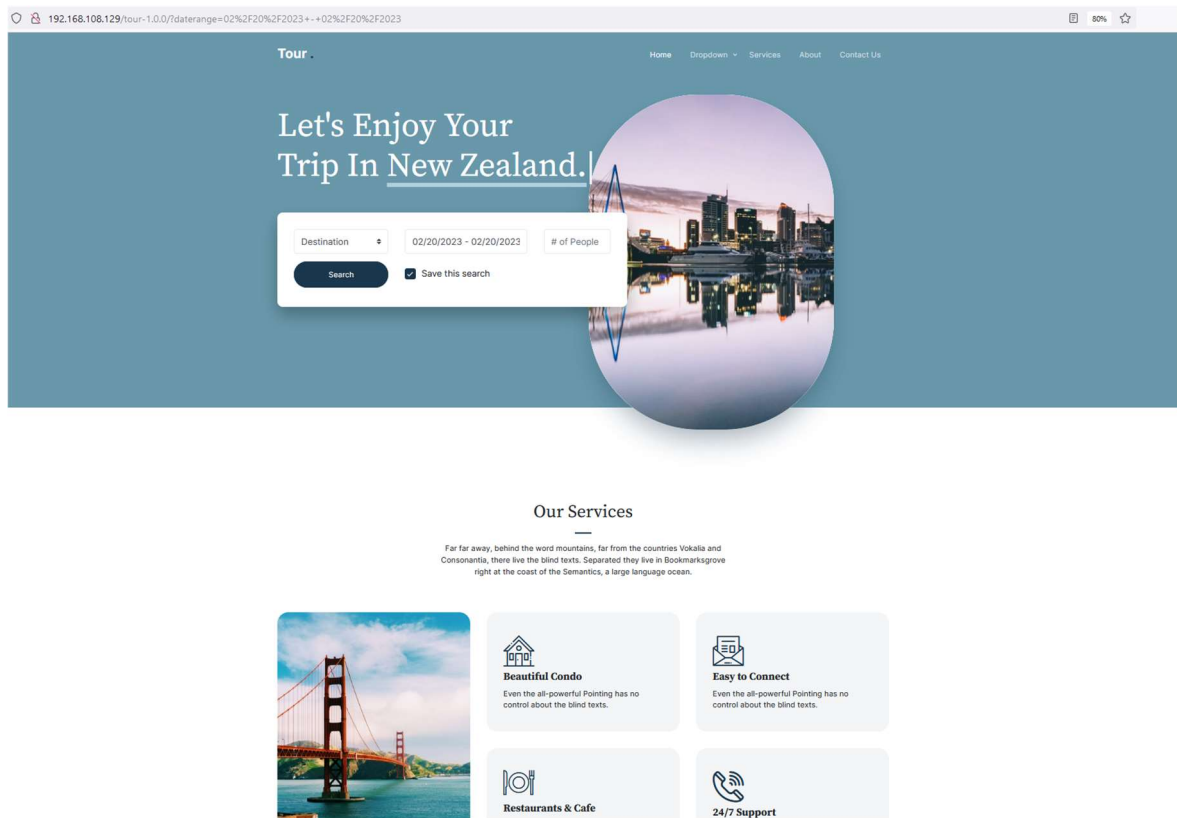 192.168.108.129/tour-1.0.0/?daterange=02%2F20%2F2023+-+02%2F20%2F2023
80%
Tour .
Home Dropdown Services About Contact Us
Let's Enjoy Your
Trip In New Zealand.|
Destination 02/20/2023 - 02/20/2023 # of People
Search Save this search
Our Services
Far far away, behind the word mountains, far from the countries Vokalia and
Consonantia, there live the blind texts. Separated they live in Bookmarksgrove
right at the coast of the Semantics, a large language ocean.
Beautiful Condo
Even the all-powerful Pointing has no
control about the blind texts.
Easy to Connect
Even the all-powerful Pointing has no
control about the blind texts.
Restaurants & Cafe
24/7 Support